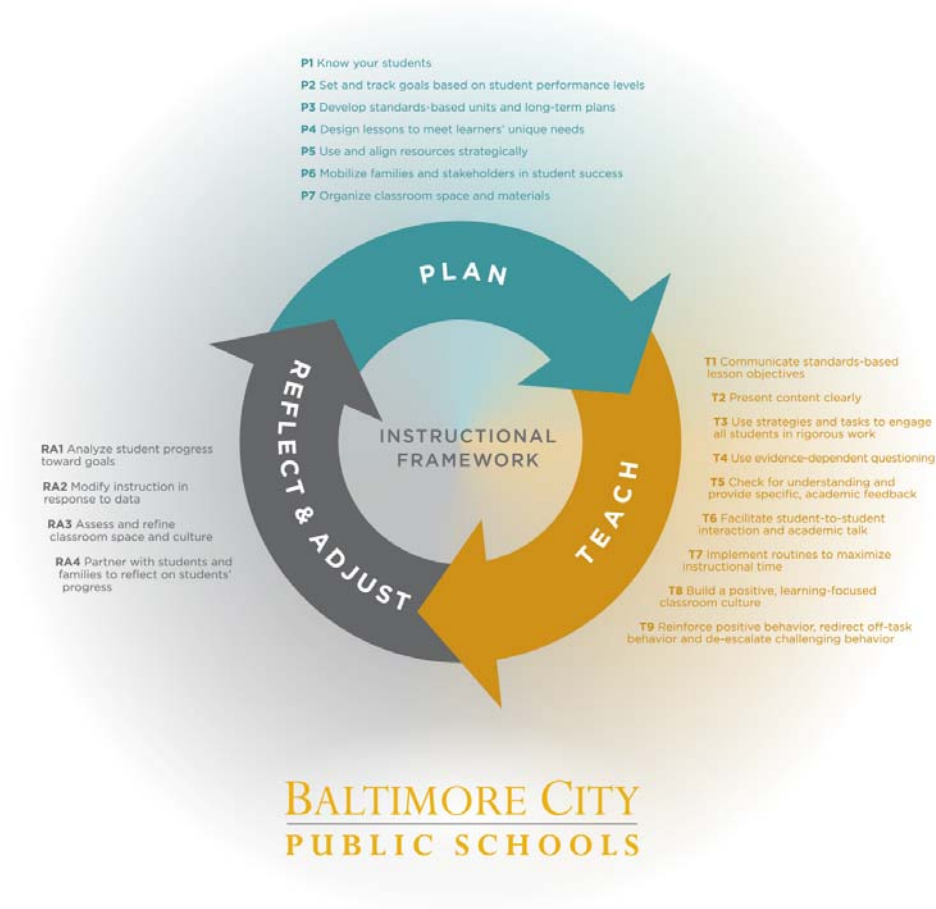 P1 Know your students
P2 Set and track goals based on student performance levels
P3 Develop standards-based units and long-term plans
P4 Design lessons to meet learners' unique needs
P5 Use and align resources strategically
P6 Mobilize families and stakeholders in student success
P7 Organize classroom space and materials
PLAN
T1 Communicate standards-based
lesson objectives
T2 Present content clearly
T3 Use strategies and tasks to engage
all students in rigorous work
T4 Use evidence-dependent questioning
T5 Check for understanding and
provide specific, academic feedback
T6 Facilitate student-to-student
interaction and academic talk
T7 Implement routines to maximize
instructional time
T8 Build a positive, learning-focused
classroom culture
T9 Reinforce positive behavior, redirect off-task
behavior and de-escalate challenging behavior
TEACH
INSTRUCTIONAL
FRAMEWORK
REFLECT & ADJUST
RA1 Analyze student progress
toward goals
RA2 Modify instruction in
response to data
RA3 Assess and refine
classroom space and culture
RA4 Partner with students and
families to reflect on students'
progress
BALTIMORE CITY
PUBLIC SCHOOLS